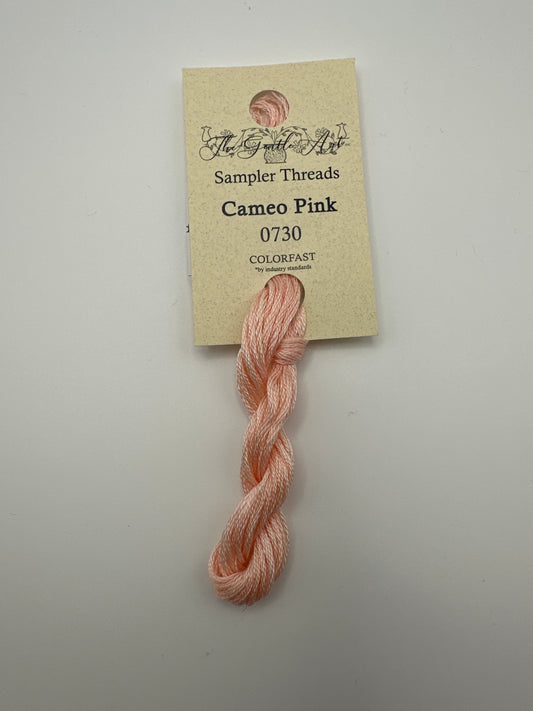 The Gentle Art
Sampler Threads
Cameo Pink
0730
COLORFAST
*by industry standards